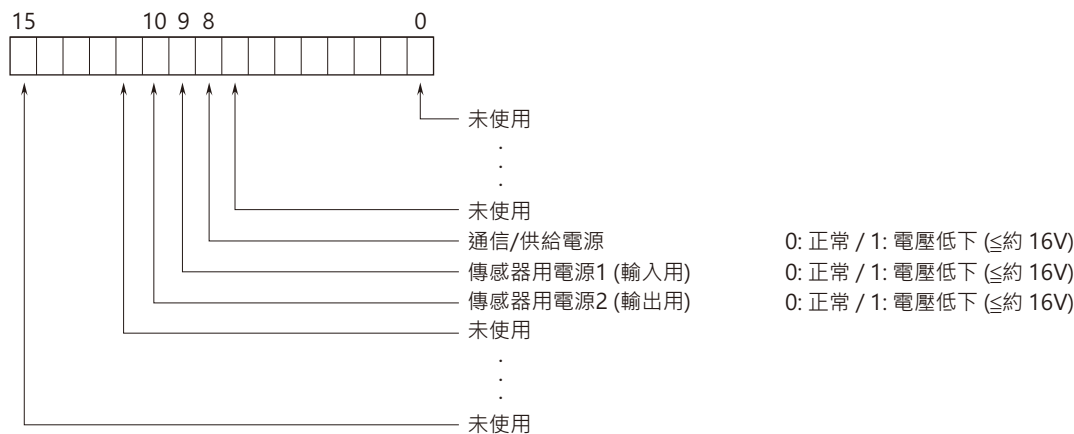 15 10 9 8 0
未使用
.
.
.
未使用
通信/供給電源 0: 正常 / 1: 電壓低下 (≦約 16V)
傳感器用電源1 (輸入用) 0: 正常 / 1: 電壓低下 (≦約 16V)
傳感器用電源2 (輸出用) 0: 正常 / 1: 電壓低下 (≦約 16V)
未使用
.
.
.
未使用